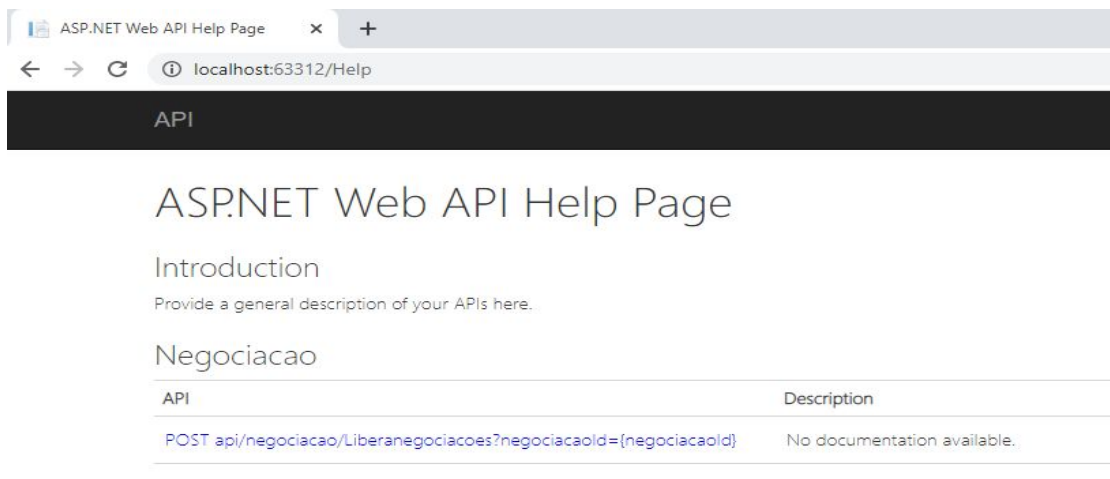 ASP.NET Web API Help Page
localhost:63312/Help
API
ASP.NET Web API Help Page
Introduction
Provide a general description of your APIs here.
Negociacao
API Description
POST api/negociacao/Liberanegociacoes?negociacaoId={negociacaoId} No documentation available.